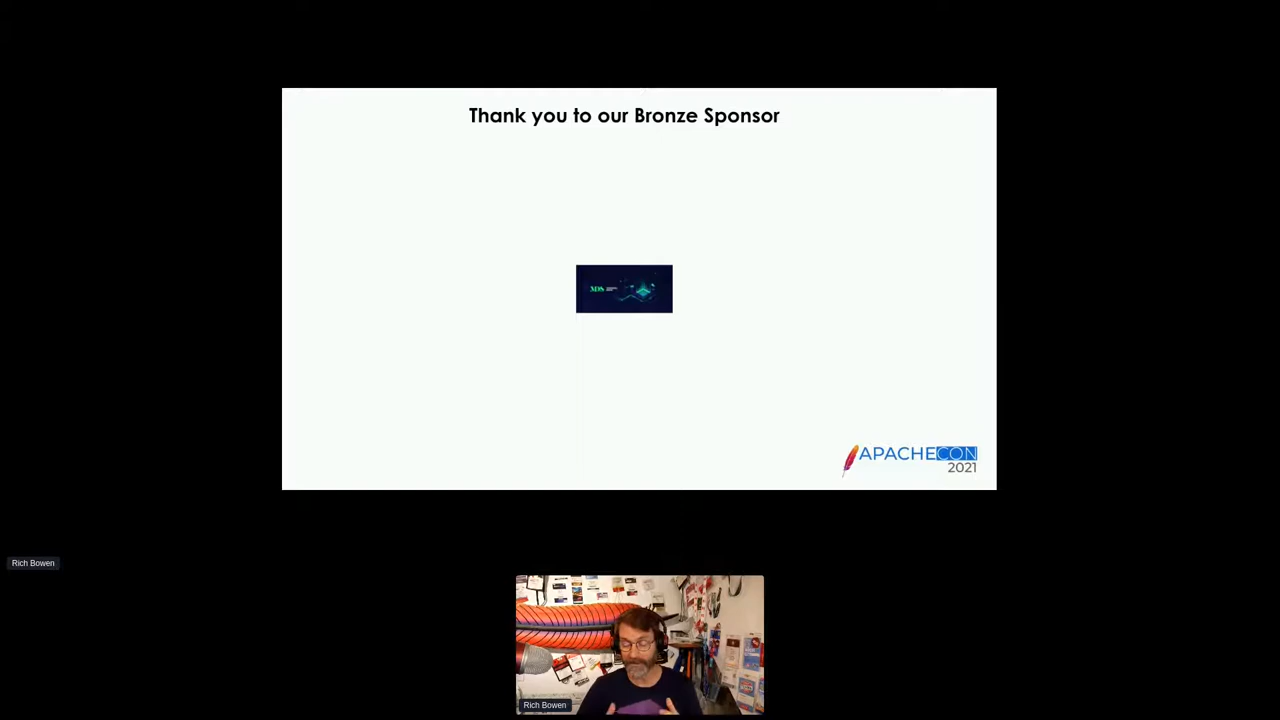 Thank you to our Bronze Sponsor
APACHECON
2021
Rich Bowen
Rich Bowen